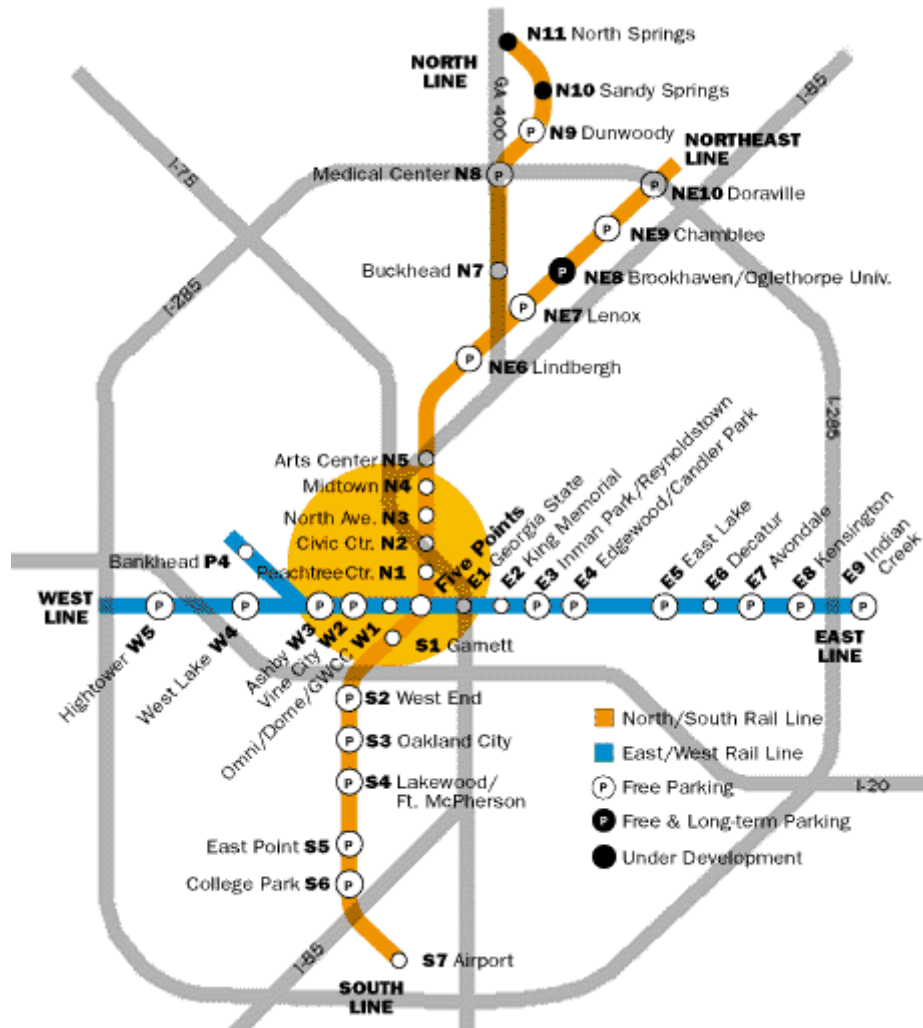 N11 North Springs
NORTH
LINE
GA 400
N10 Sandy Springs
I-85
I-75
N9 Dunwoody
NORTHEAST
LINE
Medical Center N8
P
NE10 Doraville
NE9 Chamblee
Buckhead N7
NE8 Brookhaven/Oglethorpe Univ.
I-285
NE7 Lenox
NE6 Lindbergh
I-285
Arts Center N5
Midtown N4
North Ave. N3
Civic Ctr. N2
Peachtree Ctr. N1
Bankhead P4
Five Points
E1 Georgia State
E2 King Memorial
E3 Inman Park/Reynoldstown
E4 Edgewood/Candler Park
E5 East Lake
E6 Decatur
E7 Avondale
E8 Kensington
E9 Indian
Creek
WEST
LINE
EAST
LINE
Hightower W5
West Lake W4
Ashby W3
Vine City W2
Omni/Dome/GWCC W1
S1 Garnett
S2 West End
S3 Oakland City
S4 Lakewood/
Ft. McPherson
East Point S5
College Park S6
S7 Airport
I-85
SOUTH
LINE
I-20
North/South Rail Line
East/West Rail Line
P Free Parking
P Free & Long-term Parking
Under Development